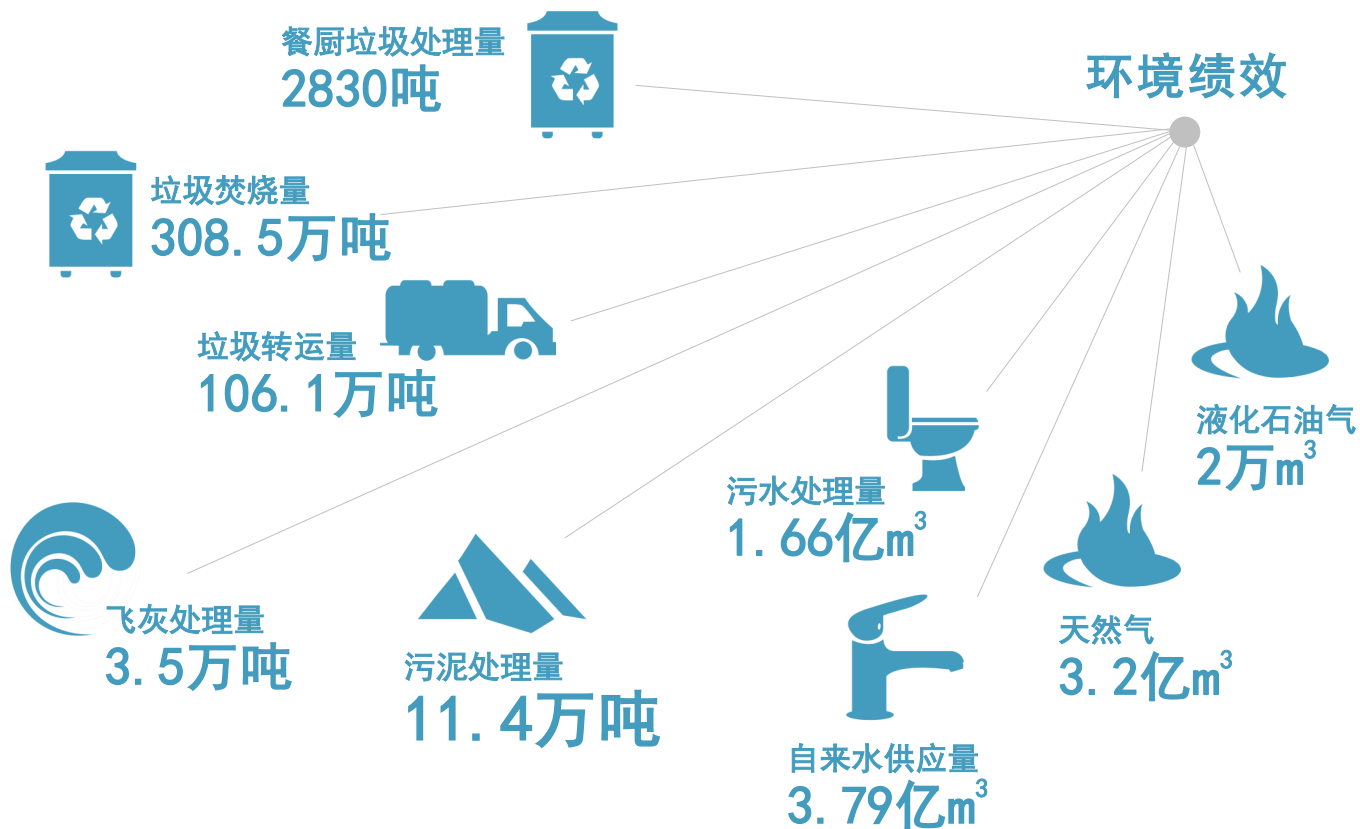 环境绩效
餐厨垃圾处理量
2830吨
垃圾焚烧量
308.5万吨
垃圾转运量
106.1万吨
飞灰处理量
3.5万吨
污泥处理量
11.4万吨
污水处理量
1.66亿m³
自来水供应量
3.79亿m³
天然气
3.2亿m³
液化石油气
2万m³